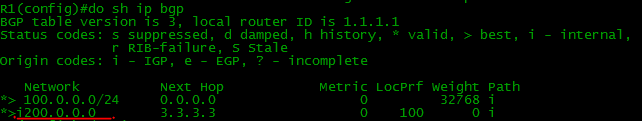 R1(config)#do sh ip bgp
BGP table version is 3, local router ID is 1.1.1.1
Status codes: s suppressed, d damped, h history, * valid, > best, i - internal,
r RIB-failure, S Stale
Origin codes: i - IGP, e - EGP, ? - incomplete
Network Next Hop Metric LocPrf Weight Path
*> 100.0.0.0/24 0.0.0.0 0 32768 i
*>i200.0.0.0 3.3.3.3 0 100 0 i